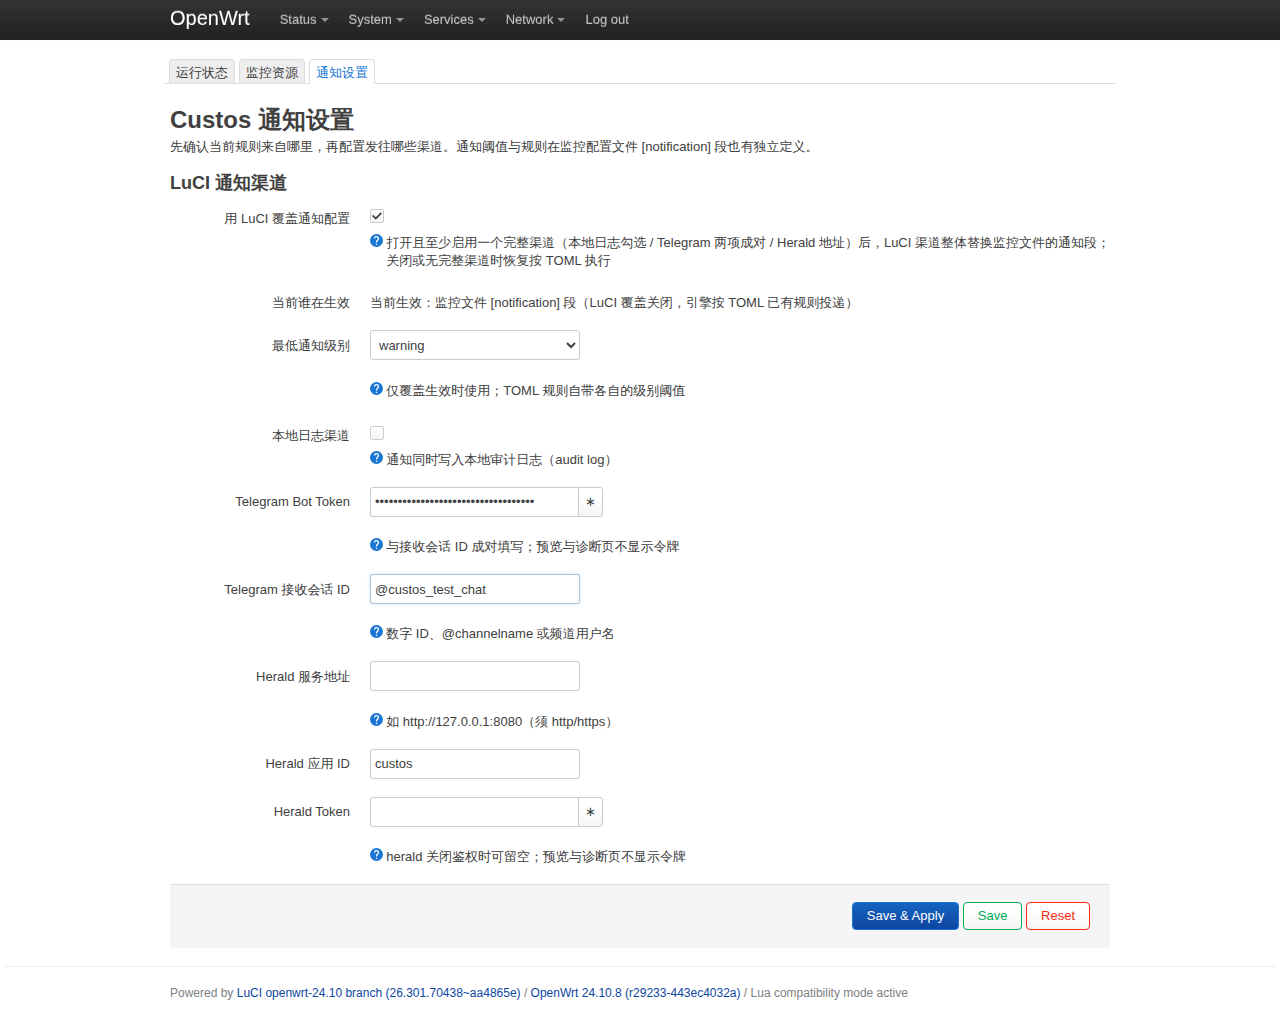 OpenWrt Status System Services Network Log out
运行状态 监控资源 通知设置
Custos 通知设置
先确认当前规则来自哪里，再配置发往哪些渠道。通知阈值与规则在监控配置文件 [notification] 段也有独立定义。
LuCI 通知渠道
用 LuCI 覆盖通知配置
打开且至少启用一个完整渠道（本地日志勾选 / Telegram 两项成对 / Herald 地址）后，LuCI 渠道整体替换监控文件的通知段；
关闭或无完整渠道时恢复按 TOML 执行
当前谁在生效 当前生效：监控文件 [notification] 段（LuCI 覆盖关闭，引擎按 TOML 已有规则投递）
最低通知级别 warning
仅覆盖生效时使用；TOML 规则自带各自的级别阈值
本地日志渠道
通知同时写入本地审计日志（audit log）
Telegram Bot Token ••••••••••••••••••••••••••••••••••• ∗
与接收会话 ID 成对填写；预览与诊断页不显示令牌
Telegram 接收会话 ID @custos_test_chat
数字 ID、@channelname 或频道用户名
Herald 服务地址
如 http://127.0.0.1:8080（须 http/https）
Herald 应用 ID custos
Herald Token ∗
herald 关闭鉴权时可留空；预览与诊断页不显示令牌
Save & Apply Save Reset
Powered by LuCI openwrt-24.10 branch (26.301.70438~aa4865e) / OpenWrt 24.10.8 (r29233-443ec4032a) / Lua compatibility mode active